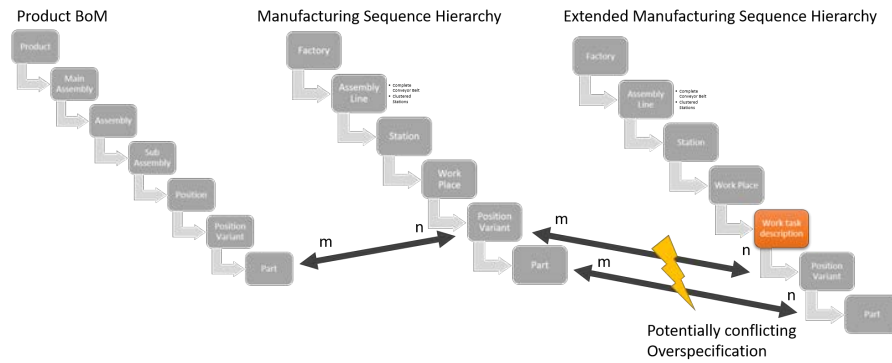 Product BoM
Product
Main
Assembly
Assembly
Sub
Assembly
Position
Position
Variant
Part
Manufacturing Sequence Hierarchy
Factory
Assembly
Line
• Complete
Conveyor Belt
• Clustered
Stations
Station
Work
Place
Position
Variant
Part
Extended Manufacturing Sequence Hierarchy
Factory
Assembly
Line
• Complete
Conveyor Belt
• Clustered
Stations
Station
Work Place
Work task
description
Position
Variant
Part
m
n
m
n
m
n
Potentially conflicting
Overspecification